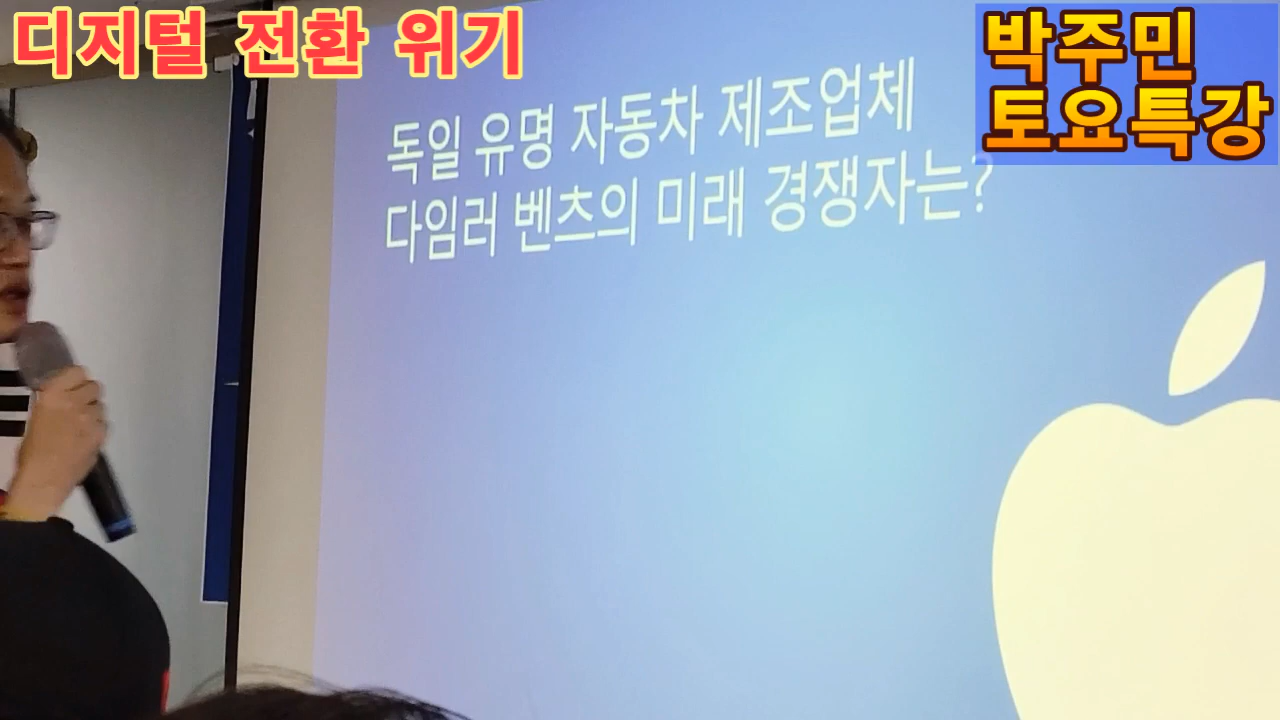 디지털 전환 위기
박주민
토요특강
독일 유명 자동차 제조업체
다임러 벤츠의 미래 경쟁자는?